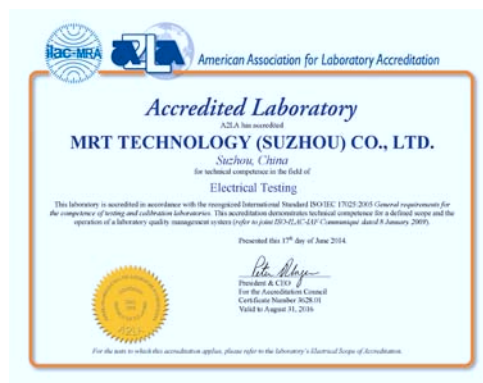 ilac-MRA
A2LA
American Association for Laboratory Accreditation
Accredited Laboratory
A2LA has accredited
MRT TECHNOLOGY (SUZHOU) CO., LTD.
Suzhou, China
for technical competence in the field of
Electrical Testing
This laboratory is accredited in accordance with the recognized International Standard ISO/IEC 17025:2005 General requirements for
the competence of testing and calibration laboratories. This accreditation demonstrates technical competence for a defined scope and the
operation of a laboratory quality management system (refer to joint ISO-ILAC-IAF Communiqué dated 8 January 2009).
Presented this 17th day of June 2014.
President & CEO
For the Accreditation Council
Certificate Number 3628.01
Valid to August 31, 2016
A2LA
For the tests to which this accreditation applies, please refer to the laboratory's Electrical Scope of Accreditation.